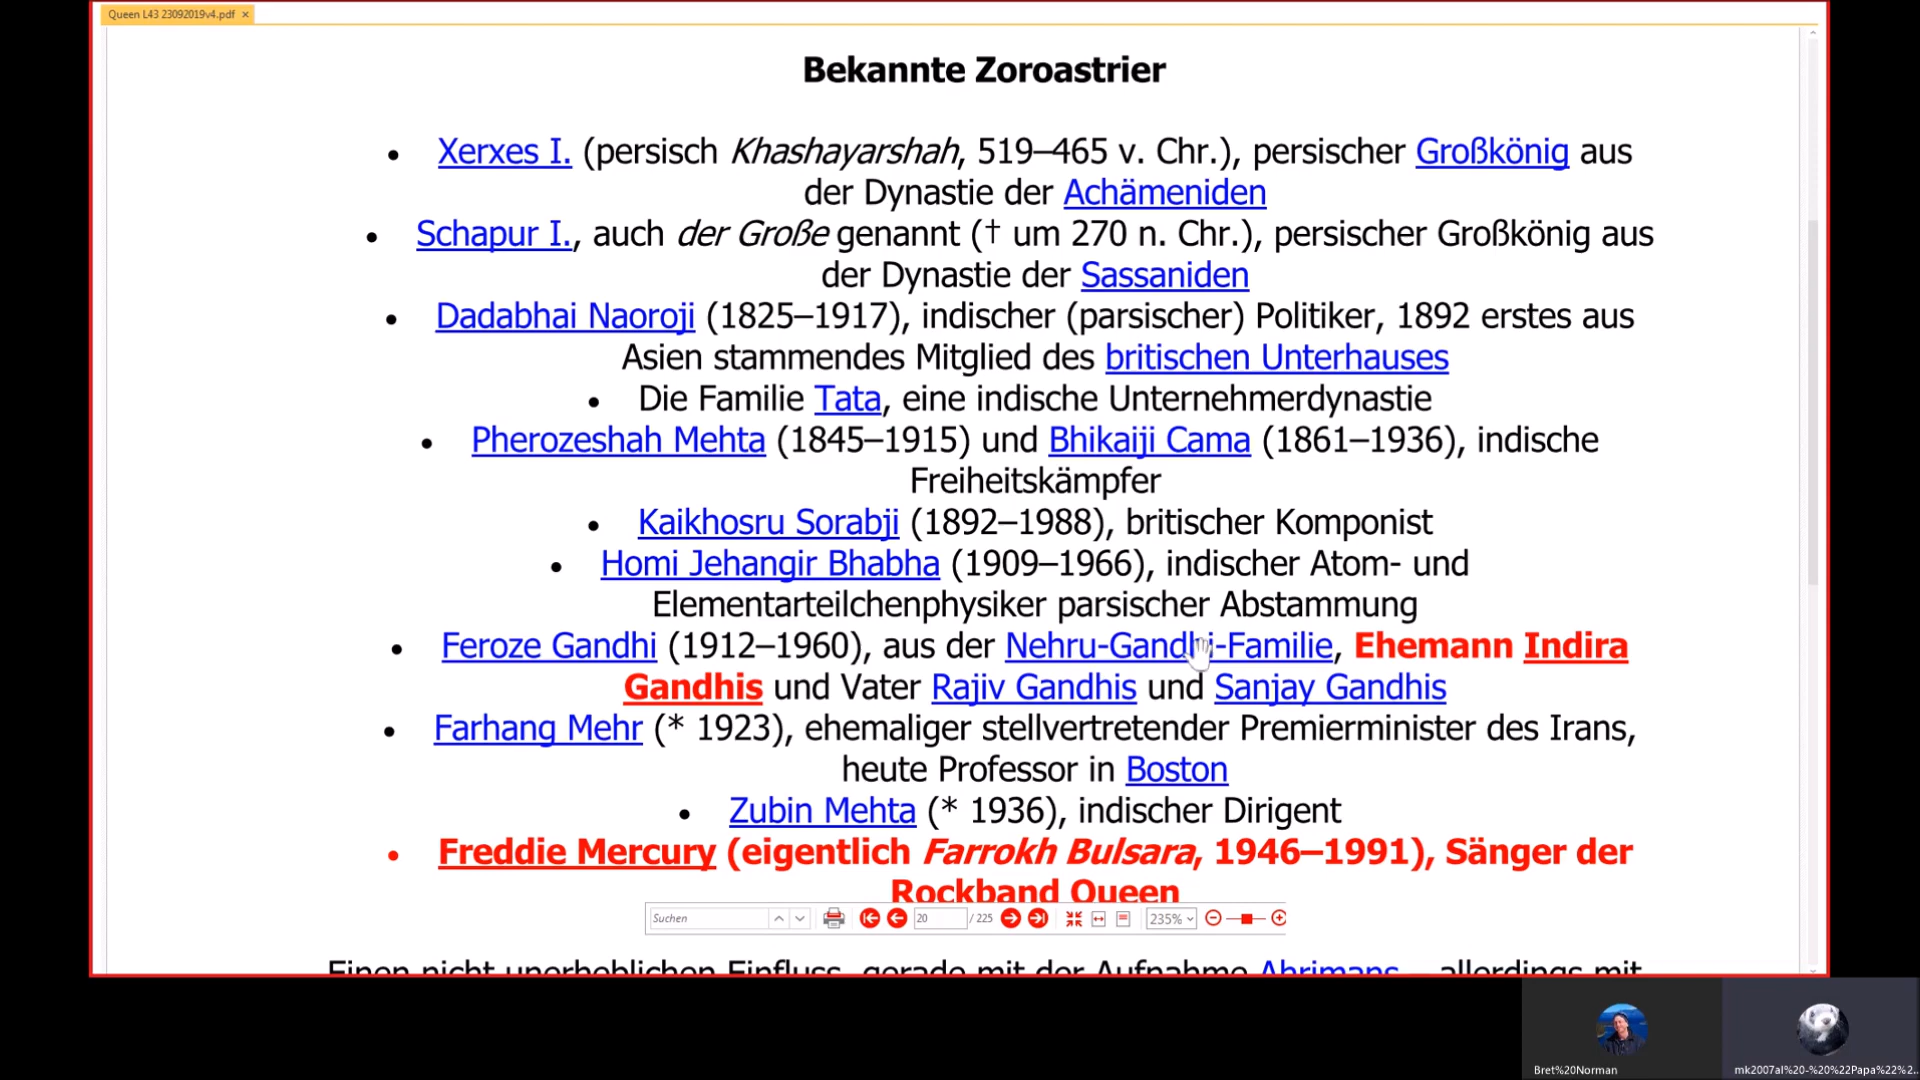 Queen L43 23092019v4.pdf ×
Bekannte Zoroastrier
• Xerxes I. (persisch Khashayarshah, 519–465 v. Chr.), persischer Großkönig aus
der Dynastie der Achämeniden
• Schapur I., auch der Große genannt († um 270 n. Chr.), persischer Großkönig aus
der Dynastie der Sassaniden
• Dadabhai Naoroji (1825–1917), indischer (parsischer) Politiker, 1892 erstes aus
Asien stammendes Mitglied des britischen Unterhauses
• Die Familie Tata, eine indische Unternehmerdynastie
• Pherozeshah Mehta (1845–1915) und Bhikaiji Cama (1861–1936), indische
Freiheitskämpfer
• Kaikhosru Sorabji (1892–1988), britischer Komponist
• Homi Jehangir Bhabha (1909–1966), indischer Atom- und
Elementarteilchenphysiker parsischer Abstammung
• Feroze Gandhi (1912–1960), aus der Nehru-Gandhi-Familie, Ehemann Indira
Gandhis und Vater Rajiv Gandhis und Sanjay Gandhis
• Farhang Mehr (* 1923), ehemaliger stellvertretender Premierminister des Irans,
heute Professor in Boston
• Zubin Mehta (* 1936), indischer Dirigent
• Freddie Mercury (eigentlich Farrokh Bulsara, 1946–1991), Sänger der
Rockband Queen
Suchen 20 / 225 235%
Einen nicht unerheblichen Einfluss, gerade mit der Aufnahme Ahrimans – allerdings mit
Bret%20Norman
mk2007al%20-%20%22Papa%22%2...